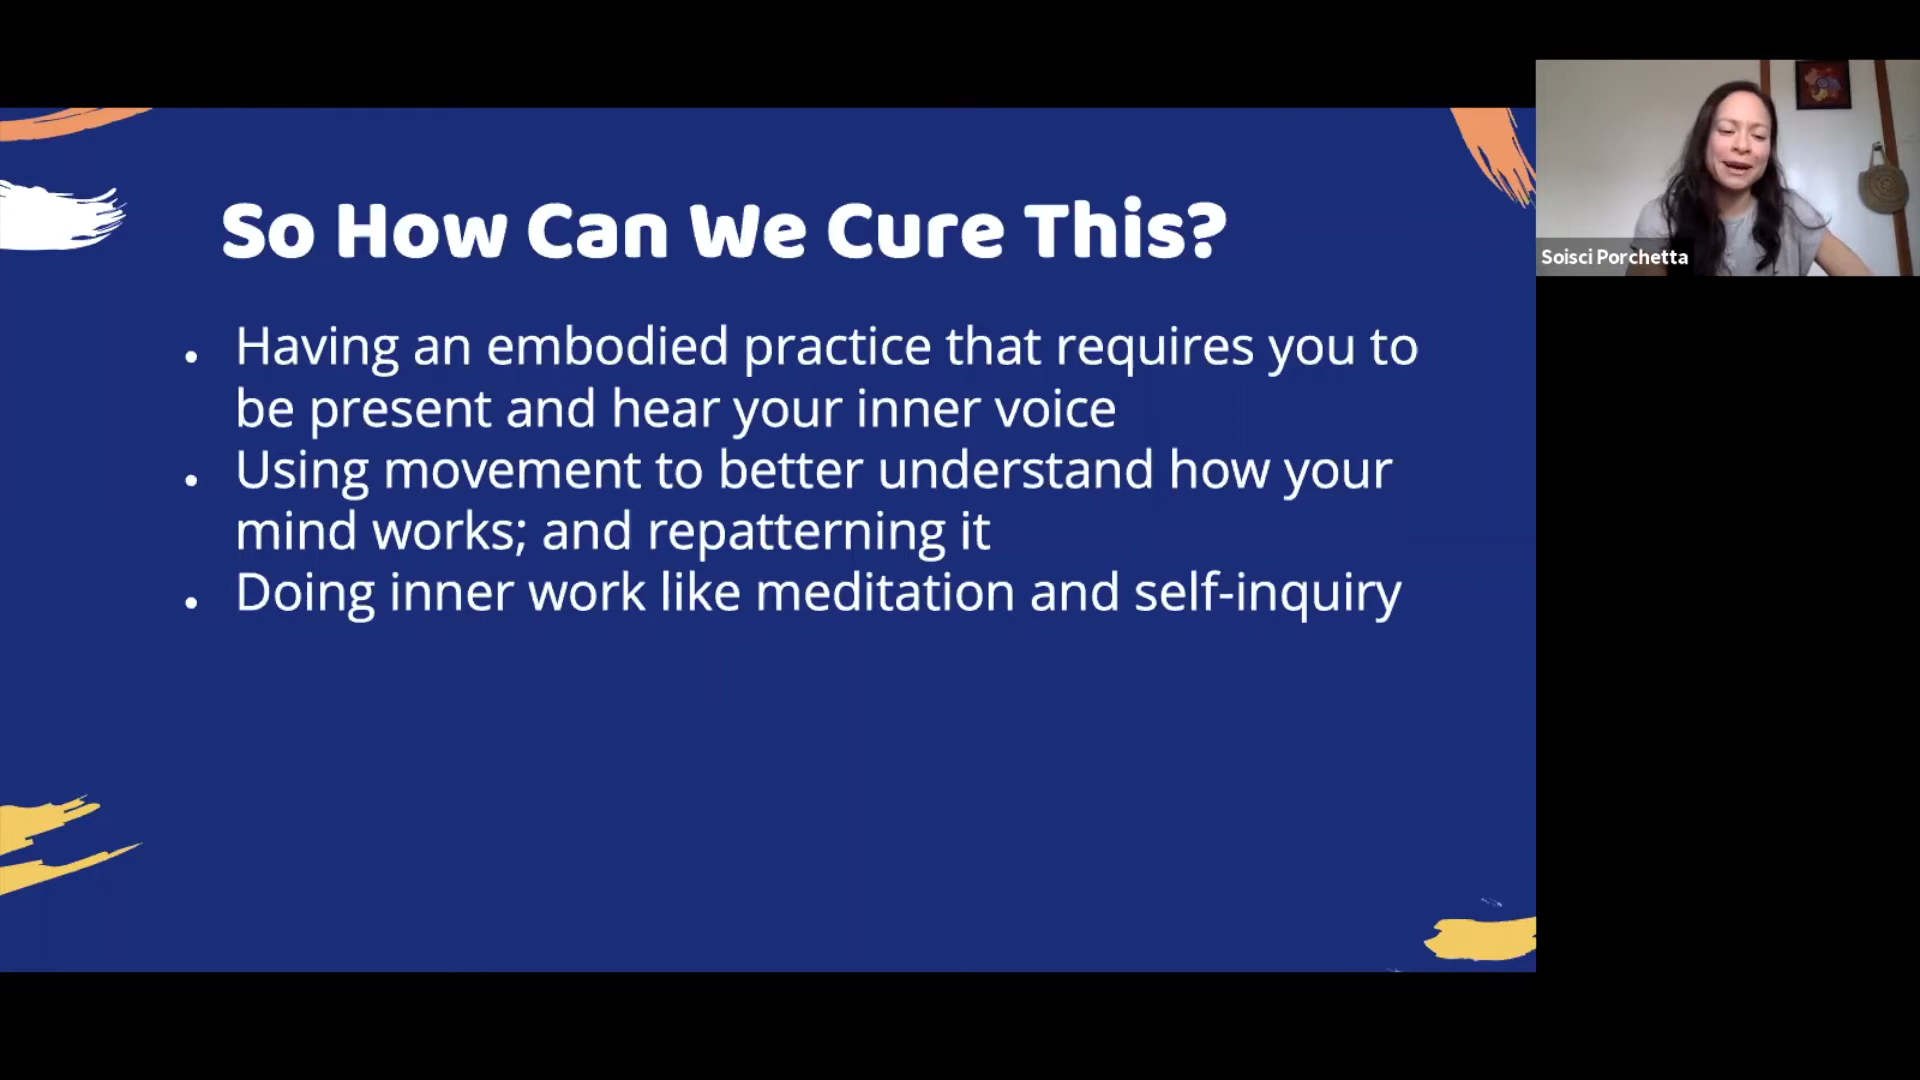 So How Can We Cure This?
• Having an embodied practice that requires you to
be present and hear your inner voice
• Using movement to better understand how your
mind works; and repatterning it
• Doing inner work like meditation and self-inquiry
Soisci Porchetta